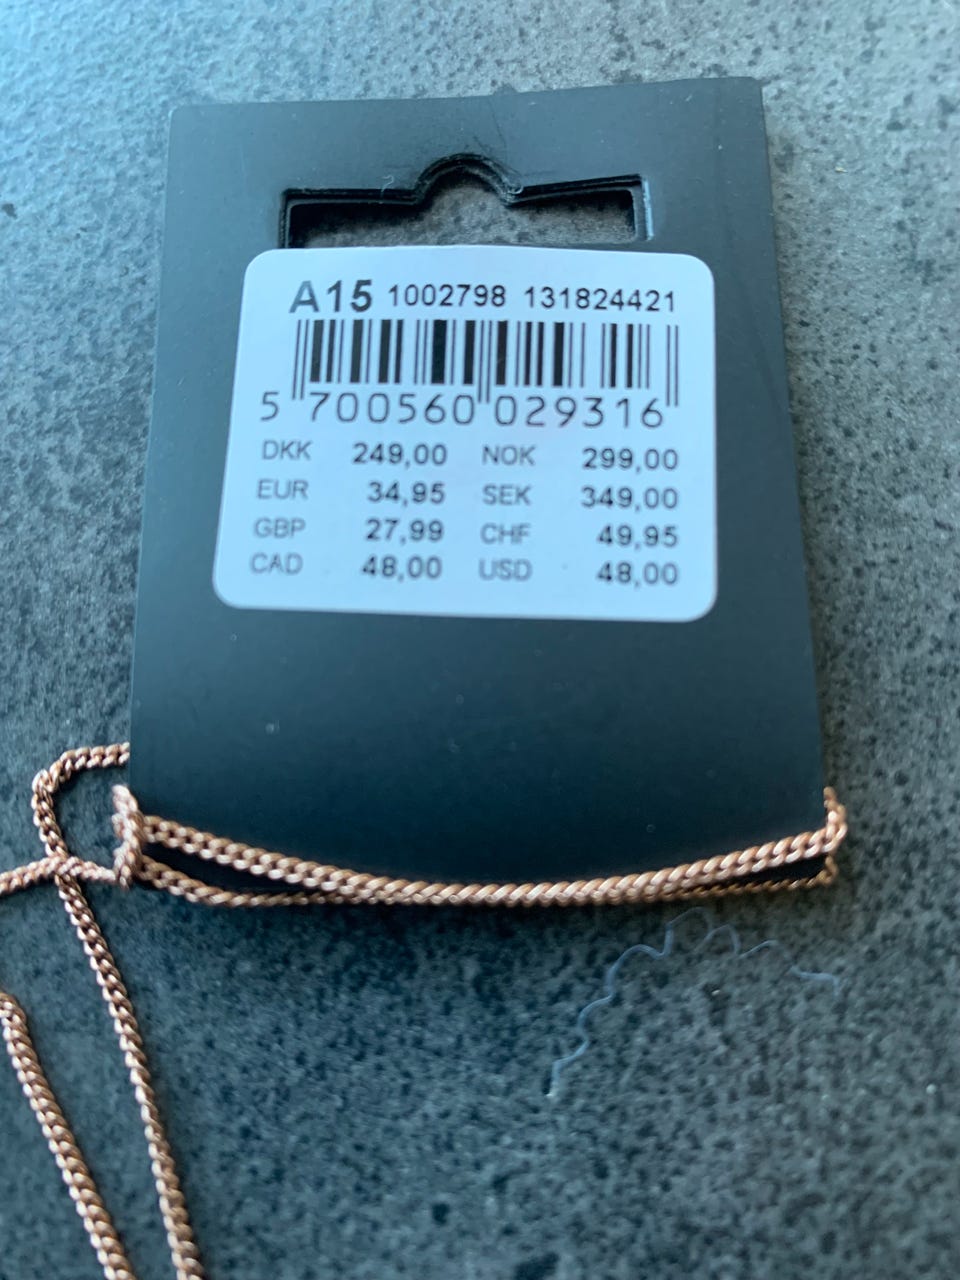 A15 1002798 131824421
5 700560 029316
DKK 249,00 NOK 299,00
EUR 34,95 SEK 349,00
GBP 27,99 CHF 49,95
CAD 48,00 USD 48,00